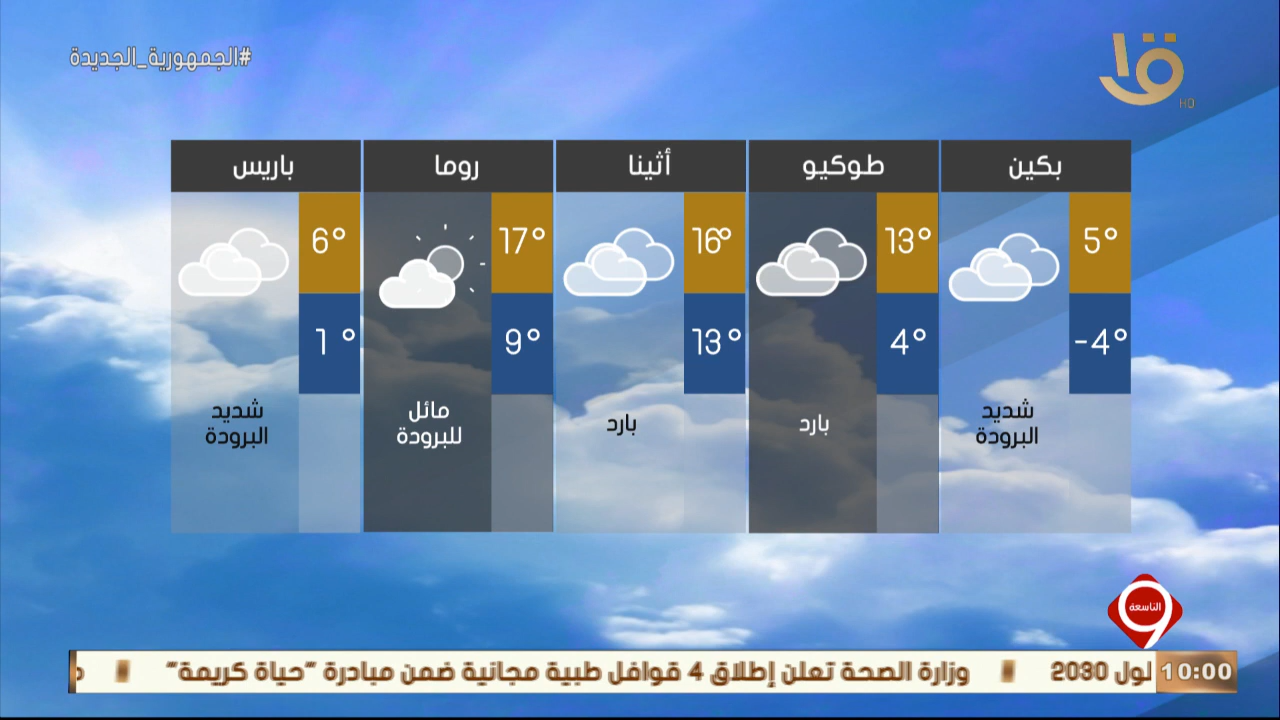 #الجمهورية_الجديدة
HD
بكين
5°
-4°
شديد
البرودة
طوكيو
13°
4°
بارد
أثينا
16°
13°
بارد
روما
17°
9°
مائل
للبرودة
باريس
6°
1°
شديد
البرودة
التاسعة
9
10:00
لول 2030 وزارة الصحة تعلن إطلاق 4 قوافل طبية مجانية ضمن مبادرة "حياة كريمة"